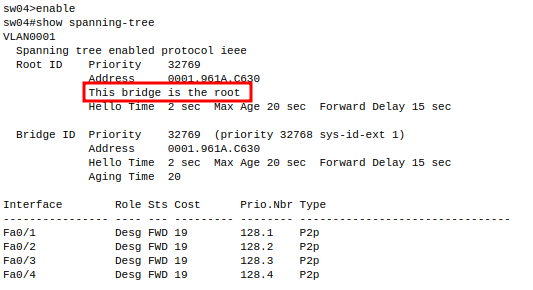 sw04>enable
sw04#show spanning-tree
VLAN0001
  Spanning tree enabled protocol ieee
  Root ID    Priority    32769
             Address     0001.961A.C630
             This bridge is the root
             Hello Time  2 sec  Max Age 20 sec  Forward Delay 15 sec
  Bridge ID  Priority    32769  (priority 32768 sys-id-ext 1)
             Address     0001.961A.C630
             Hello Time  2 sec  Max Age 20 sec  Forward Delay 15 sec
             Aging Time  20
Interface        Role Sts Cost      Prio.Nbr Type
---------------- ---- --- --------- -------- --------------------------------
Fa0/1            Desg FWD 19        128.1    P2p
Fa0/2            Desg FWD 19        128.2    P2p
Fa0/3            Desg FWD 19        128.3    P2p
Fa0/4            Desg FWD 19        128.4    P2p